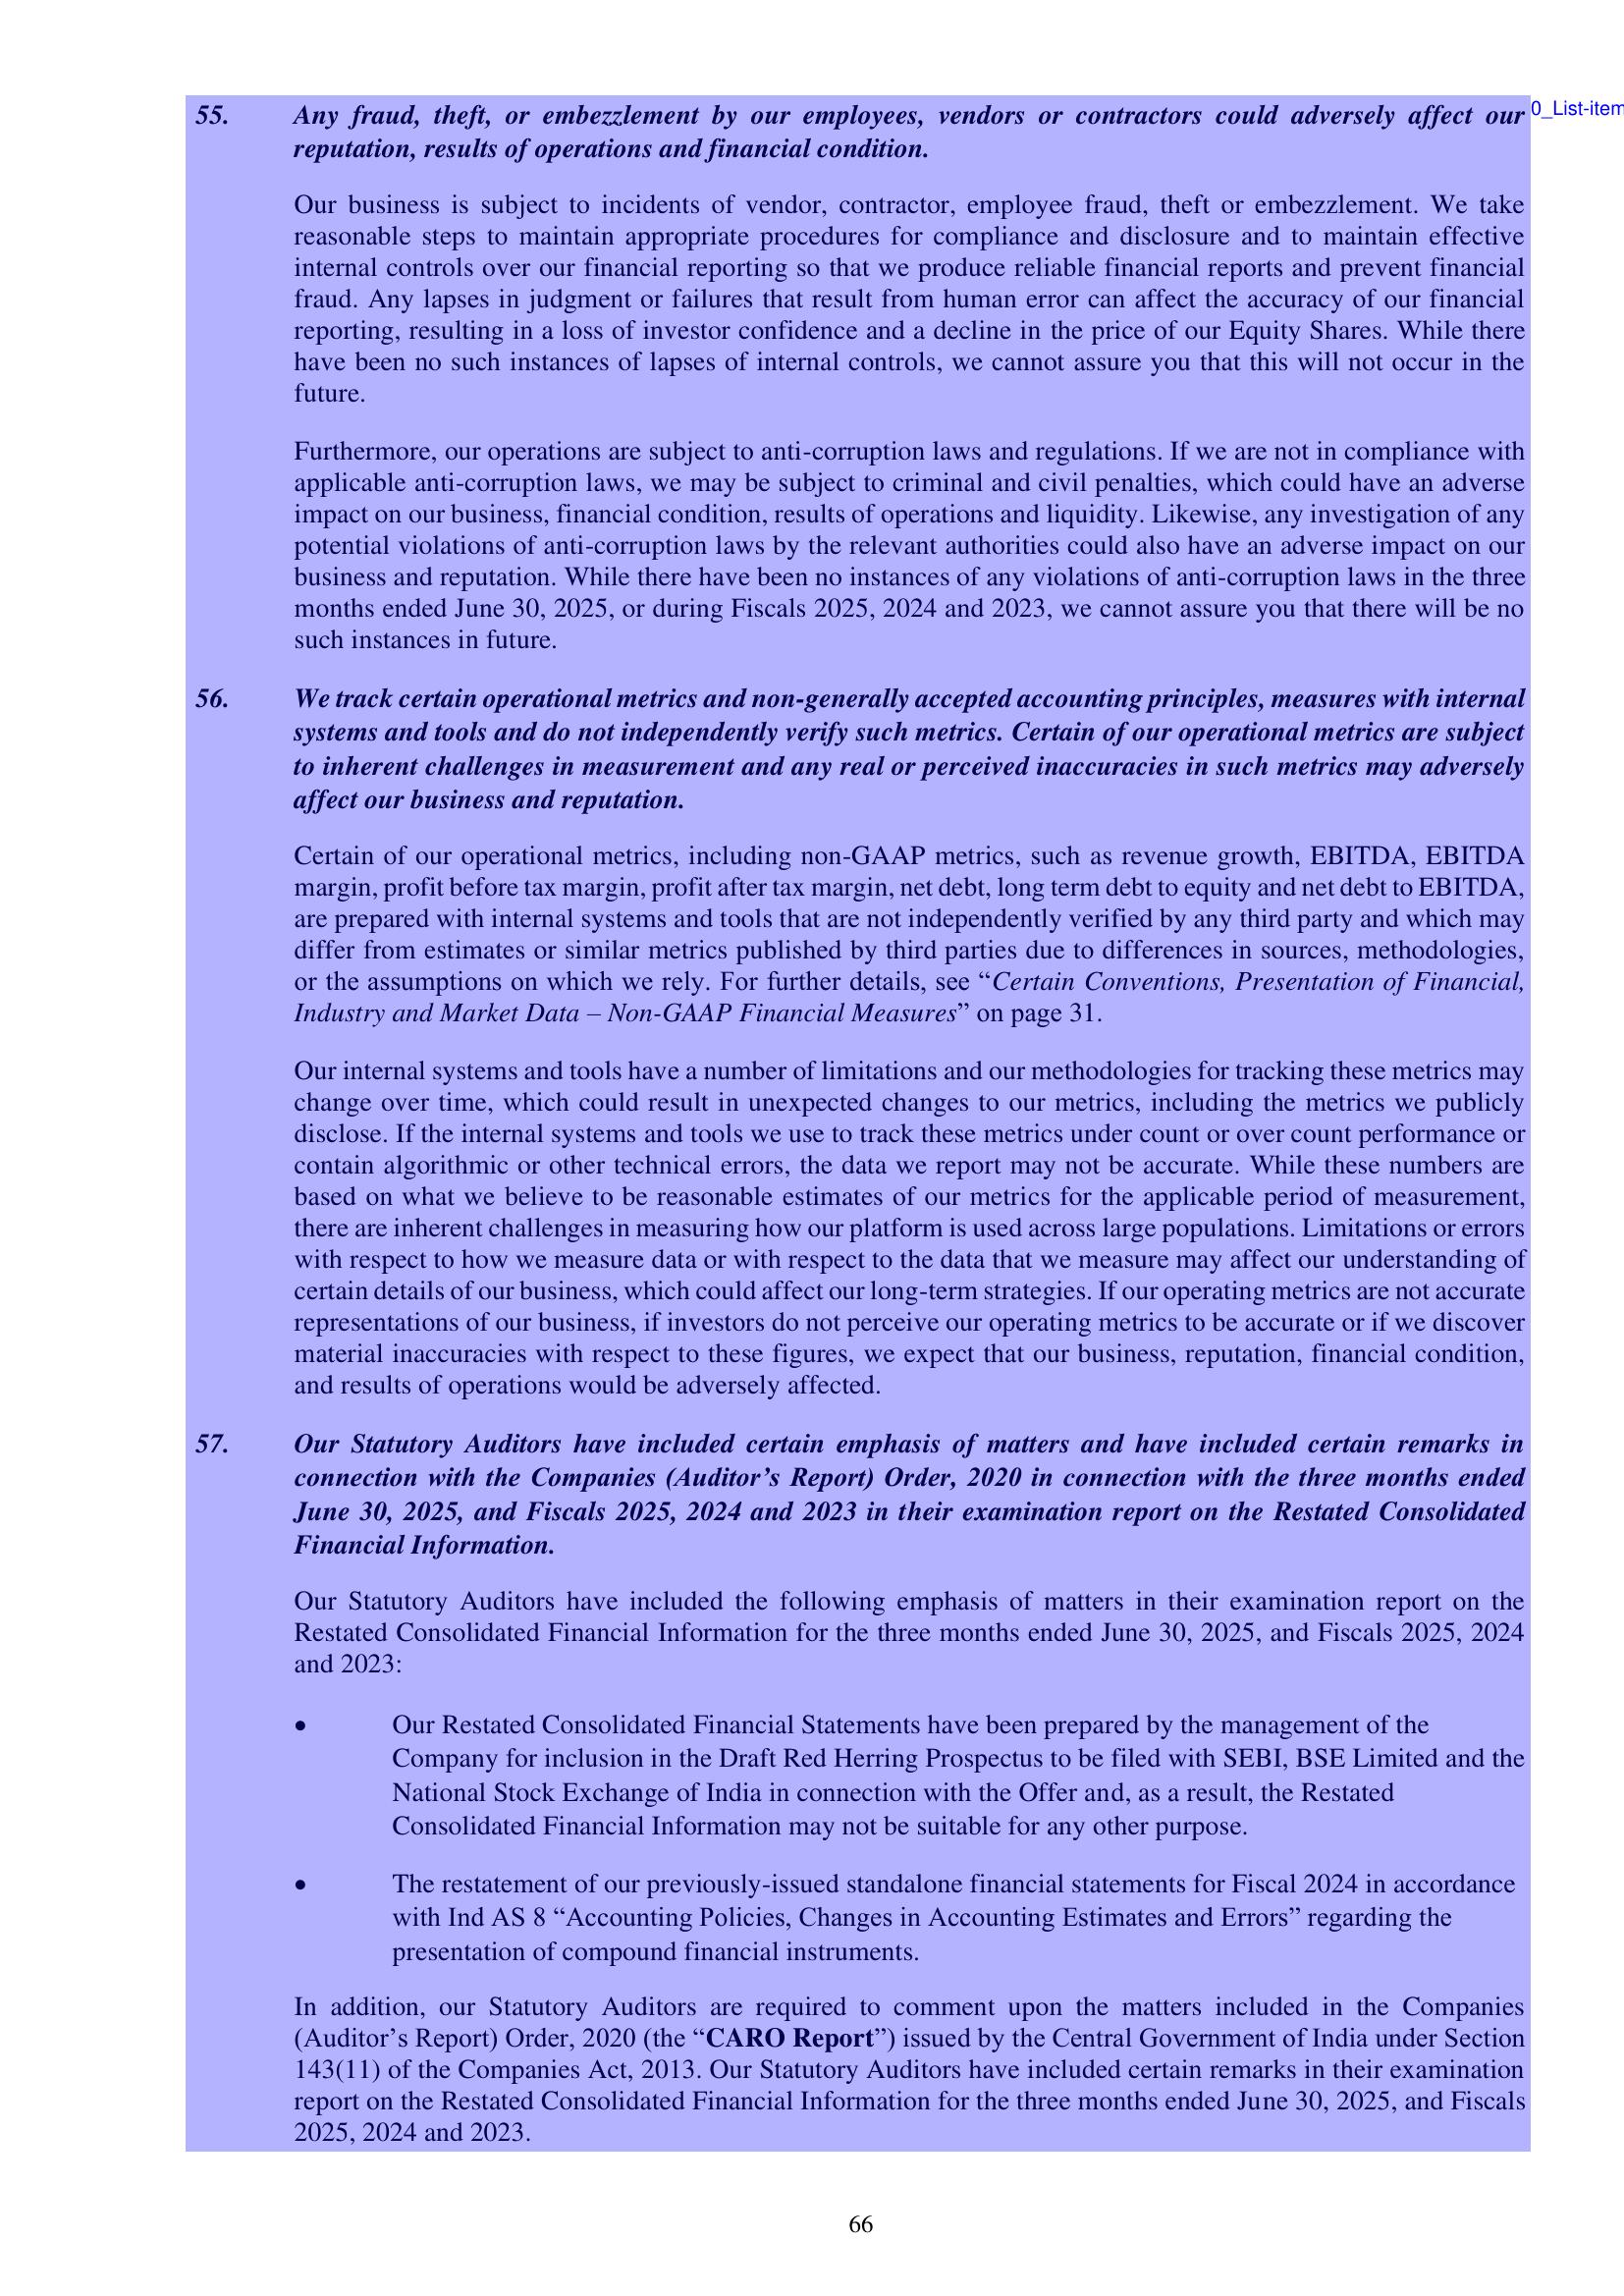 55. Any fraud, theft, or embezzlement by our employees, vendors or contractors could adversely affect our
0_List-item
reputation, results of operations and financial condition.
Our business is subject to incidents of vendor, contractor, employee fraud, theft or embezzlement. We take
reasonable steps to maintain appropriate procedures for compliance and disclosure and to maintain effective
internal controls over our financial reporting so that we produce reliable financial reports and prevent financial
fraud. Any lapses in judgment or failures that result from human error can affect the accuracy of our financial
reporting, resulting in a loss of investor confidence and a decline in the price of our Equity Shares. While there
have been no such instances of lapses of internal controls, we cannot assure you that this will not occur in the
future.
Furthermore, our operations are subject to anti-corruption laws and regulations. If we are not in compliance with
applicable anti-corruption laws, we may be subject to criminal and civil penalties, which could have an adverse
impact on our business, financial condition, results of operations and liquidity. Likewise, any investigation of any
potential violations of anti-corruption laws by the relevant authorities could also have an adverse impact on our
business and reputation. While there have been no instances of any violations of anti-corruption laws in the three
months ended June 30, 2025, or during Fiscals 2025, 2024 and 2023, we cannot assure you that there will be no
such instances in future.
56. We track certain operational metrics and non-generally accepted accounting principles, measures with internal
systems and tools and do not independently verify such metrics. Certain of our operational metrics are subject
to inherent challenges in measurement and any real or perceived inaccuracies in such metrics may adversely
affect our business and reputation.
Certain of our operational metrics, including non-GAAP metrics, such as revenue growth, EBITDA, EBITDA
margin, profit before tax margin, profit after tax margin, net debt, long term debt to equity and net debt to EBITDA,
are prepared with internal systems and tools that are not independently verified by any third party and which may
differ from estimates or similar metrics published by third parties due to differences in sources, methodologies,
or the assumptions on which we rely. For further details, see “Certain Conventions, Presentation of Financial,
Industry and Market Data – Non-GAAP Financial Measures” on page 31.
Our internal systems and tools have a number of limitations and our methodologies for tracking these metrics may
change over time, which could result in unexpected changes to our metrics, including the metrics we publicly
disclose. If the internal systems and tools we use to track these metrics under count or over count performance or
contain algorithmic or other technical errors, the data we report may not be accurate. While these numbers are
based on what we believe to be reasonable estimates of our metrics for the applicable period of measurement,
there are inherent challenges in measuring how our platform is used across large populations. Limitations or errors
with respect to how we measure data or with respect to the data that we measure may affect our understanding of
certain details of our business, which could affect our long-term strategies. If our operating metrics are not accurate
representations of our business, if investors do not perceive our operating metrics to be accurate or if we discover
material inaccuracies with respect to these figures, we expect that our business, reputation, financial condition,
and results of operations would be adversely affected.
57. Our Statutory Auditors have included certain emphasis of matters and have included certain remarks in
connection with the Companies (Auditor’s Report) Order, 2020 in connection with the three months ended
June 30, 2025, and Fiscals 2025, 2024 and 2023 in their examination report on the Restated Consolidated
Financial Information.
Our Statutory Auditors have included the following emphasis of matters in their examination report on the
Restated Consolidated Financial Information for the three months ended June 30, 2025, and Fiscals 2025, 2024
and 2023:
• Our Restated Consolidated Financial Statements have been prepared by the management of the
Company for inclusion in the Draft Red Herring Prospectus to be filed with SEBI, BSE Limited and the
National Stock Exchange of India in connection with the Offer and, as a result, the Restated
Consolidated Financial Information may not be suitable for any other purpose.
• The restatement of our previously-issued standalone financial statements for Fiscal 2024 in accordance
with Ind AS 8 “Accounting Policies, Changes in Accounting Estimates and Errors” regarding the
presentation of compound financial instruments.
In addition, our Statutory Auditors are required to comment upon the matters included in the Companies
(Auditor’s Report) Order, 2020 (the “CARO Report”) issued by the Central Government of India under Section
143(11) of the Companies Act, 2013. Our Statutory Auditors have included certain remarks in their examination
report on the Restated Consolidated Financial Information for the three months ended June 30, 2025, and Fiscals
2025, 2024 and 2023.
66